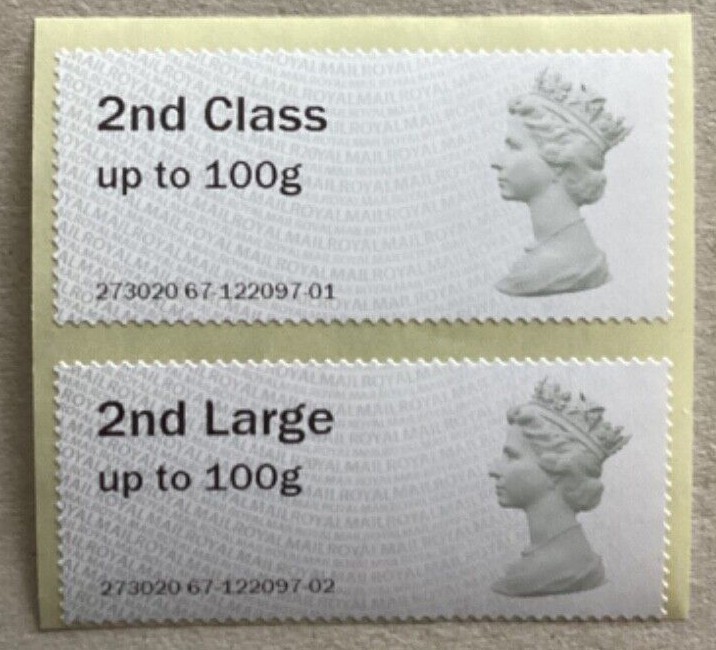 2nd Class
up to 100g
273020 67-122097-01
2nd Large
up to 100g
273020 67-122097-02